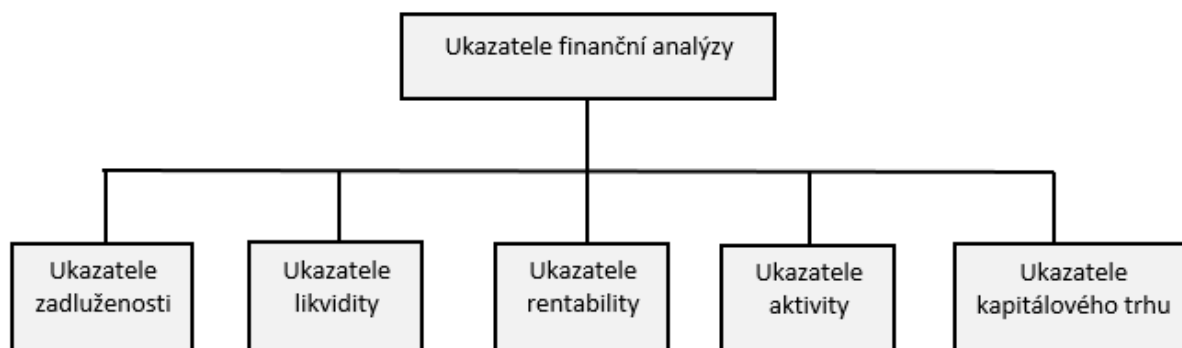 Ukazatele finanční analýzy
Ukazatele
zadluženosti
Ukazatele
likvidity
Ukazatele
rentability
Ukazatele
aktivity
Ukazatele
kapitálového trhu